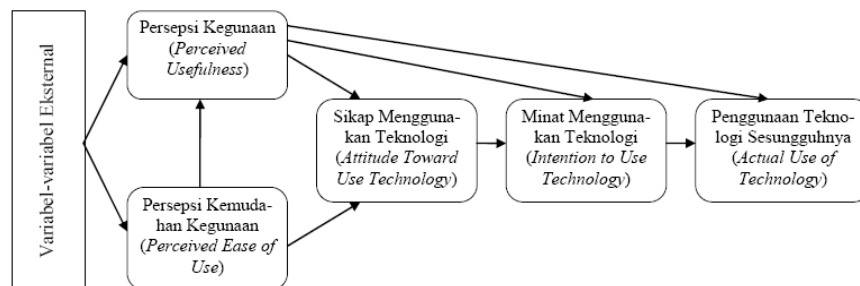 Variabel-variabel Eksternal
Persepsi Kegunaan
(Perceived
Usefulness)
Persepsi Kemuda-
han Kegunaan
(Perceived Ease of
Use)
Sikap Mengguna-
kan Teknologi
(Attitude Toward
Use Technology)
Minat Mengguna-
kan Teknologi
(Intention to Use
Technology)
Penggunaan Tekno-
logi Sesungguhnya
(Actual Use of
Technology)